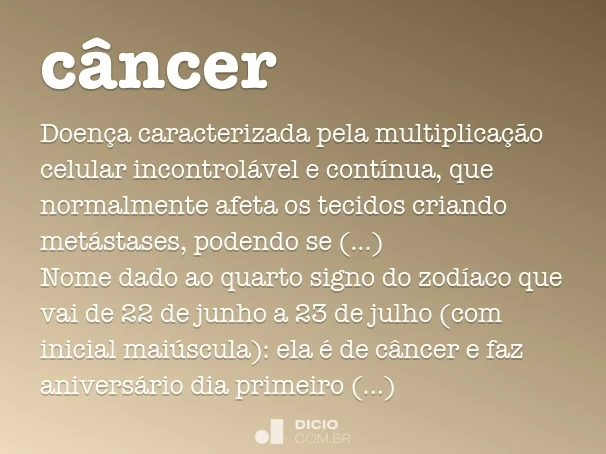 câncer
Doença caracterizada pela multiplicação
celular incontrolável e contínua, que
normalmente afeta os tecidos criando
metástases, podendo se (...)
Nome dado ao quarto signo do zodíaco que
vai de 22 de junho a 23 de julho (com
inicial maiúscula): ela é de câncer e faz
aniversário dia primeiro (...)
DICIO
COM.BR